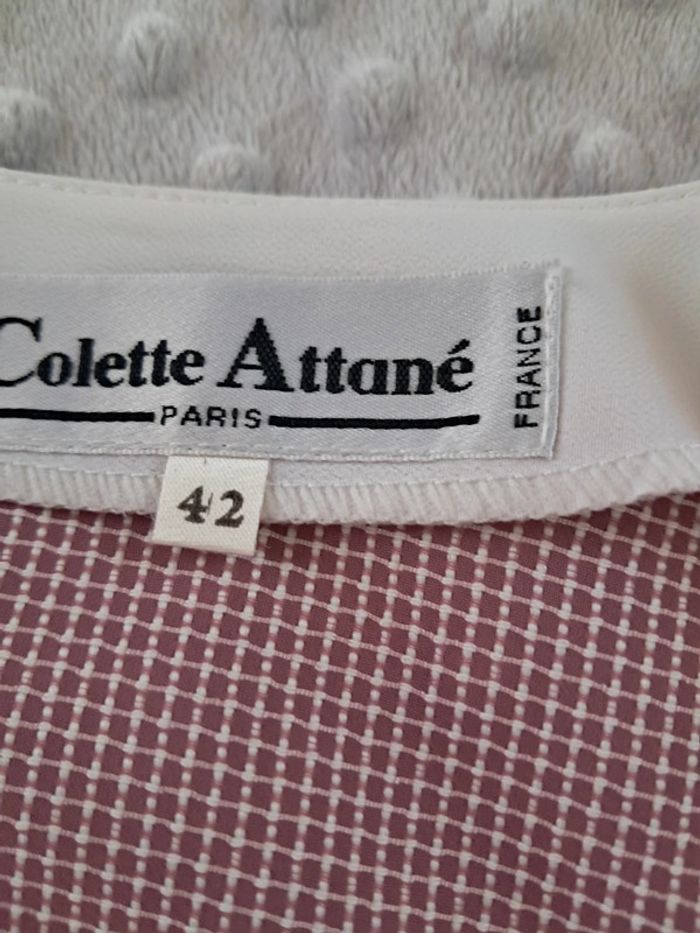 Colette Attané
PARIS
FRANCE
42